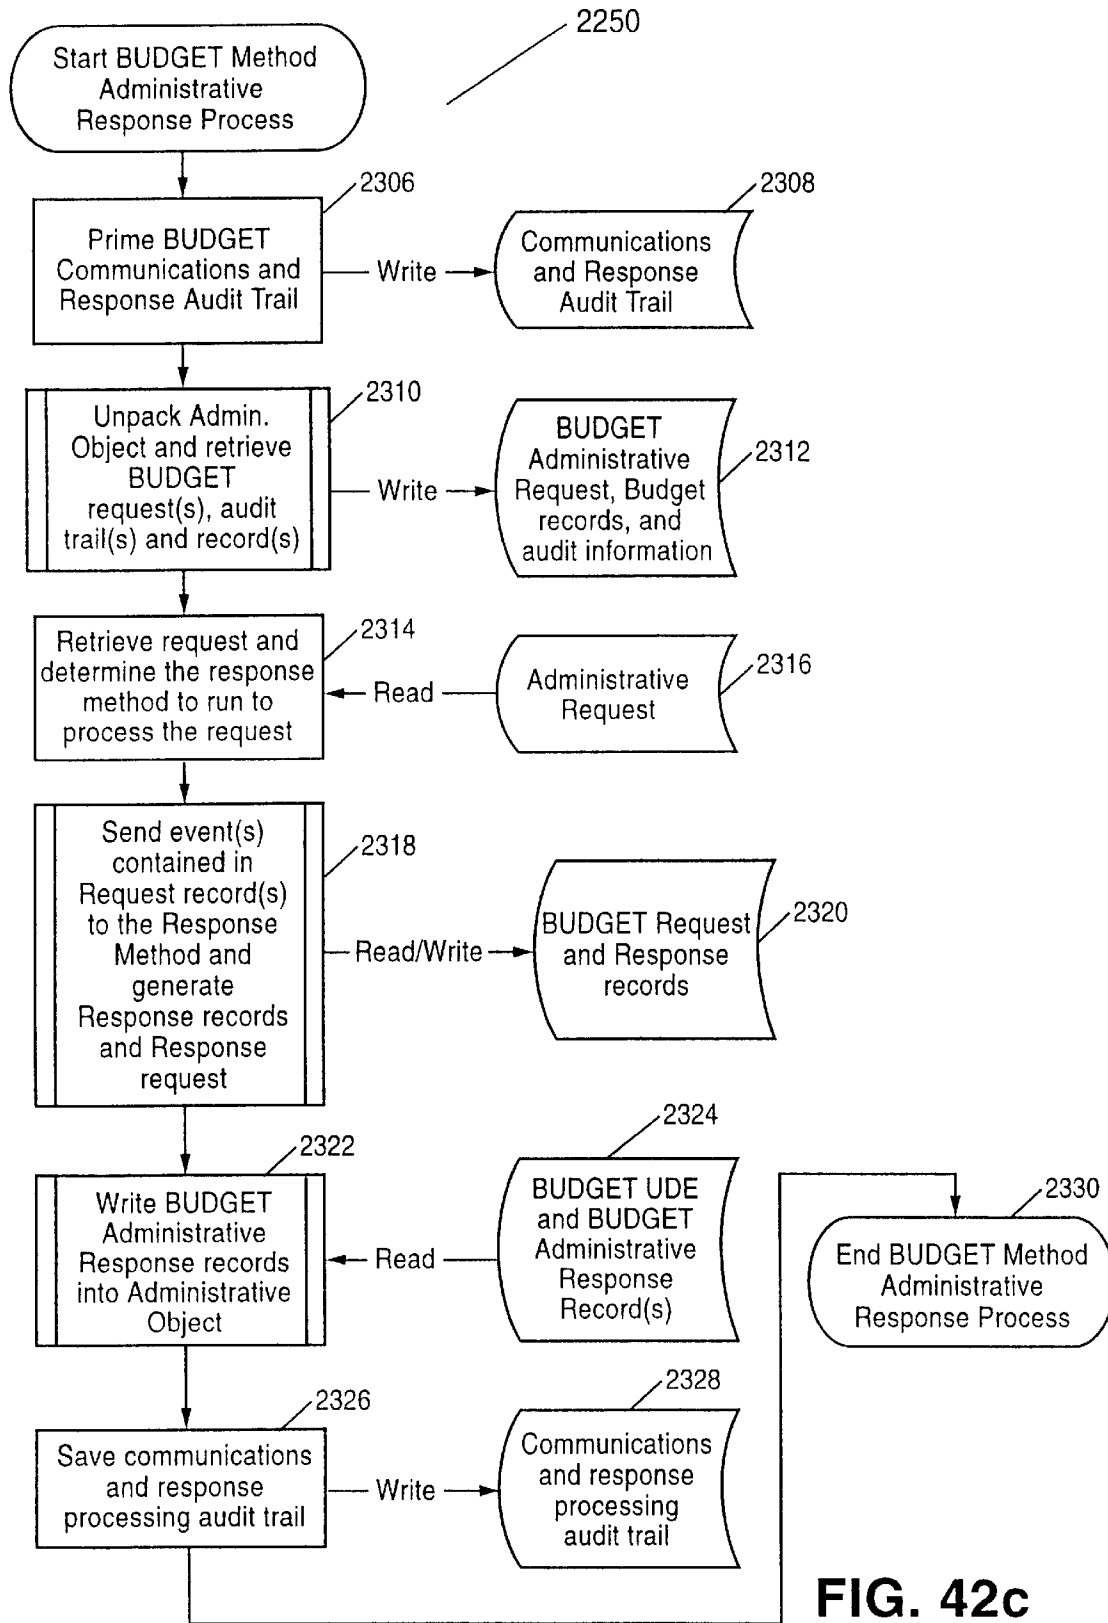 2250
Start BUDGET Method
Administrative
Response Process
2306
Prime BUDGET
Communications and
Response Audit Trail
Write
2308
Communications
and Response
Audit Trail
2310
Unpack Admin.
Object and retrieve
BUDGET
request(s), audit
trail(s) and record(s)
Write
BUDGET
Administrative
Request, Budget
records, and
audit information
2312
2314
Retrieve request and
determine the response
method to run to
process the request
Read
Administrative
Request
2316
2318
Send event(s)
contained in
Request record(s)
to the Response
Method and
generate
Response records
and Response
request
Read/Write
BUDGET Request
and Response
records
2320
2322
Write BUDGET
Administrative
Response records
into Administrative
Object
Read
2324
BUDGET UDE
and BUDGET
Administrative
Response
Record(s)
2326
Save communications
and response
processing audit trail
Write
2328
Communications
and response
processing
audit trail
2330
End BUDGET Method
Administrative
Response Process
FIG. 42c